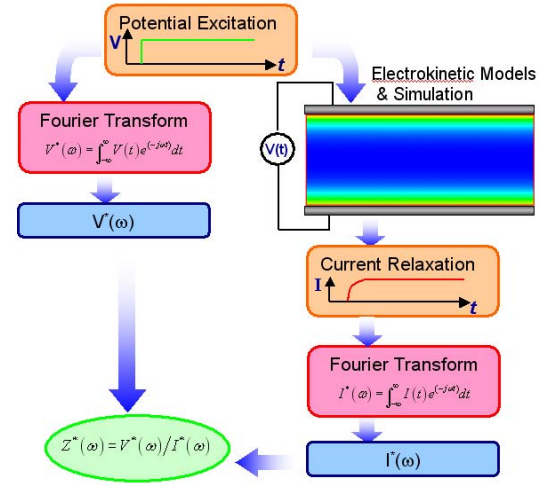 Potential Excitation
V
t
Electrokinetic Models
& Simulation
Fourier Transform
V*(ω) = ∫_{-∞}^{∞} V(t)e^{(-jωt)}dt
V(t)
V*(ω)
Current Relaxation
I
t
Fourier Transform
I*(ω) = ∫_{-∞}^{∞} I(t)e^{(-jωt)}dt
Z*(ω) = V*(ω)/I*(ω)
I*(ω)